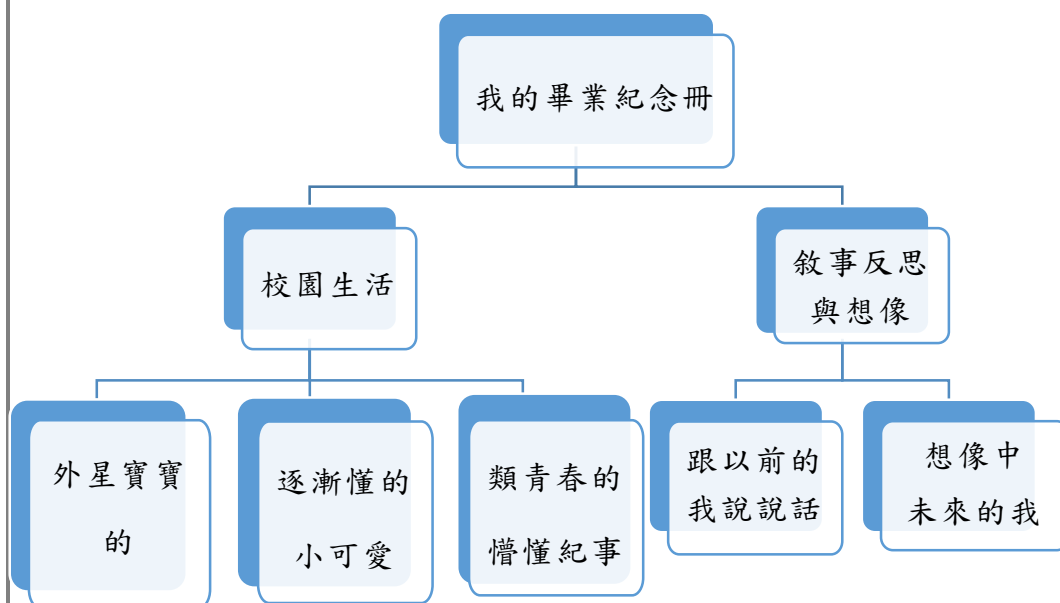 我的畢業紀念冊
校園生活
敘事反思
與想像
外星寶寶
的
逐漸懂的
小可愛
類青春的
懵懂紀事
跟以前的
我說說話
想像中
未來的我